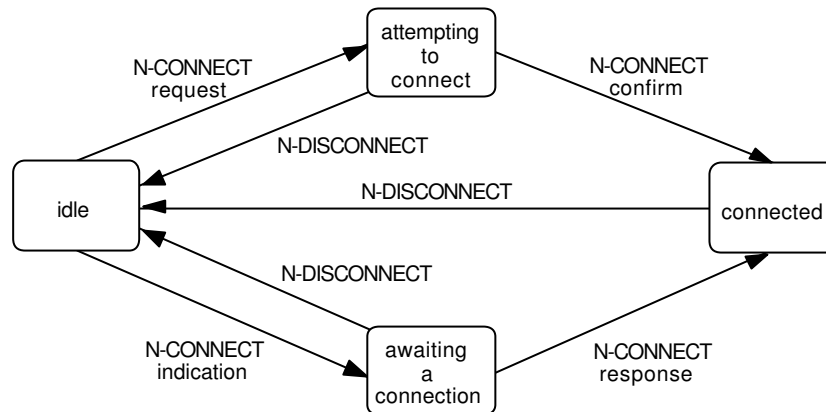 attempting
to
connect
N-CONNECT
request
N-CONNECT
confirm
N-DISCONNECT
N-DISCONNECT
idle
connected
N-DISCONNECT
N-CONNECT
indication
awaiting
a
connection
N-CONNECT
response